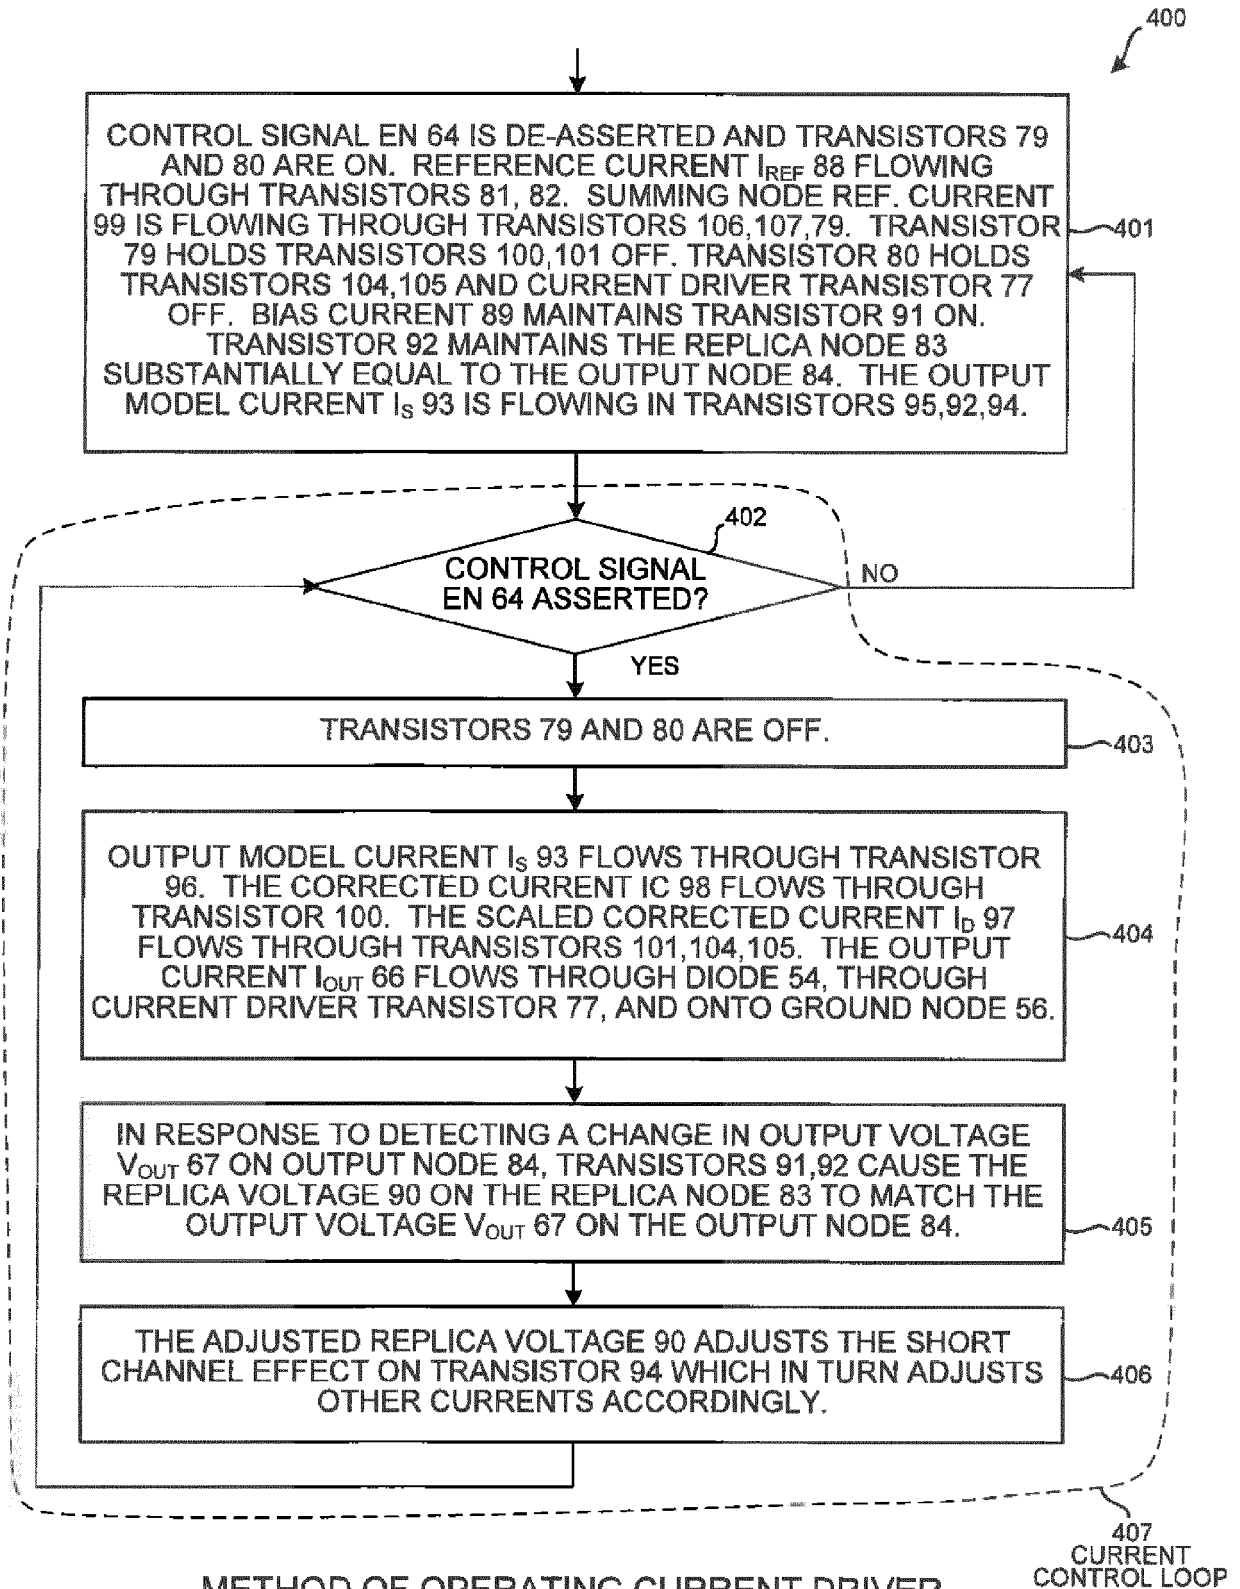 400
CONTROL SIGNAL EN 64 IS DE-ASSERTED AND TRANSISTORS 79
AND 80 ARE ON. REFERENCE CURRENT IREF 88 FLOWING
THROUGH TRANSISTORS 81, 82. SUMMING NODE REF. CURRENT
99 IS FLOWING THROUGH TRANSISTORS 106,107,79. TRANSISTOR
79 HOLDS TRANSISTORS 100,101 OFF. TRANSISTOR 80 HOLDS
TRANSISTORS 104,105 AND CURRENT DRIVER TRANSISTOR 77
OFF. BIAS CURRENT 89 MAINTAINS TRANSISTOR 91 ON.
TRANSISTOR 92 MAINTAINS THE REPLICA NODE 83
SUBSTANTIALLY EQUAL TO THE OUTPUT NODE 84. THE OUTPUT
MODEL CURRENT IS 93 IS FLOWING IN TRANSISTORS 95,92,94.
401
402
CONTROL SIGNAL
EN 64 ASSERTED?
NO
YES
TRANSISTORS 79 AND 80 ARE OFF.
403
OUTPUT MODEL CURRENT IS 93 FLOWS THROUGH TRANSISTOR
96. THE CORRECTED CURRENT IC 98 FLOWS THROUGH
TRANSISTOR 100. THE SCALED CORRECTED CURRENT ID 97
FLOWS THROUGH TRANSISTORS 101,104,105. THE OUTPUT
CURRENT IOUT 66 FLOWS THROUGH DIODE 54, THROUGH
CURRENT DRIVER TRANSISTOR 77, AND ONTO GROUND NODE 56.
404
IN RESPONSE TO DETECTING A CHANGE IN OUTPUT VOLTAGE
VOUT 67 ON OUTPUT NODE 84, TRANSISTORS 91,92 CAUSE THE
REPLICA VOLTAGE 90 ON THE REPLICA NODE 83 TO MATCH THE
OUTPUT VOLTAGE VOUT 67 ON THE OUTPUT NODE 84.
405
THE ADJUSTED REPLICA VOLTAGE 90 ADJUSTS THE SHORT
CHANNEL EFFECT ON TRANSISTOR 94 WHICH IN TURN ADJUSTS
OTHER CURRENTS ACCORDINGLY.
406
407
CURRENT
CONTROL LOOP
METHOD OF OPERATING CURRENT DRIVER